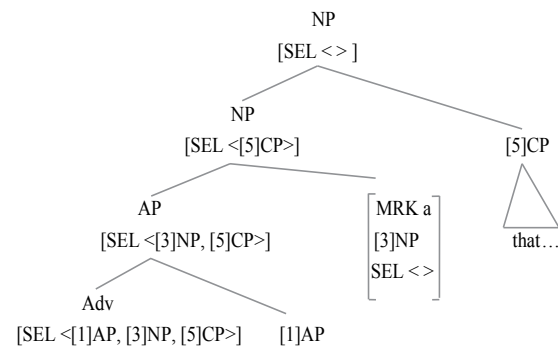 NP
[SEL < > ]
NP
[SEL <[5]CP>]
[5]CP
AP
[SEL <[3]NP, [5]CP>]
MRK a
[3]NP
SEL < >
that…
Adv
[SEL <[1]AP, [3]NP, [5]CP>]
[1]AP